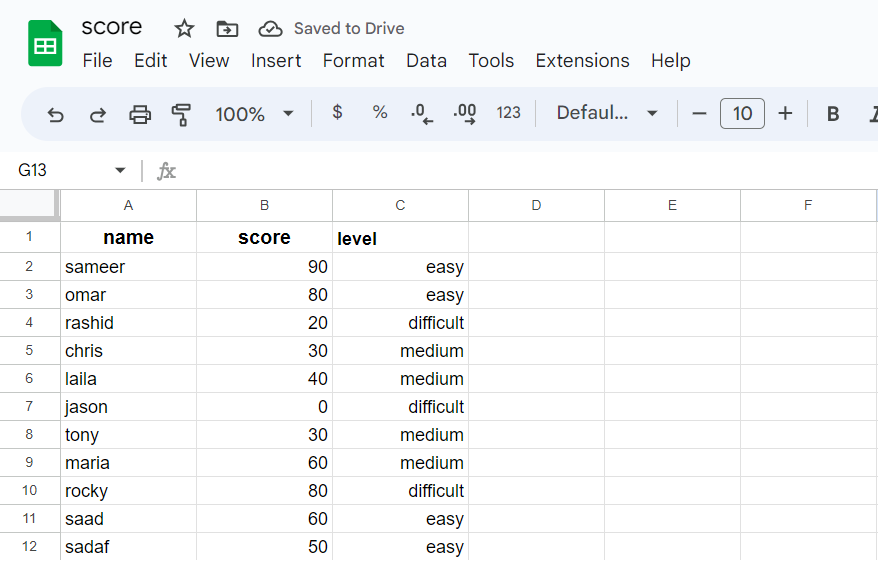 score Saved to Drive
File Edit View Insert Format Data Tools Extensions Help
100% $ % .0 .00 123 Defaul... − 10 + B I
G13 fx
A B C D E F
1 name score level
2 sameer 90 easy
3 omar 80 easy
4 rashid 20 difficult
5 chris 30 medium
6 laila 40 medium
7 jason 0 difficult
8 tony 30 medium
9 maria 60 medium
10 rocky 80 difficult
11 saad 60 easy
12 sadaf 50 easy